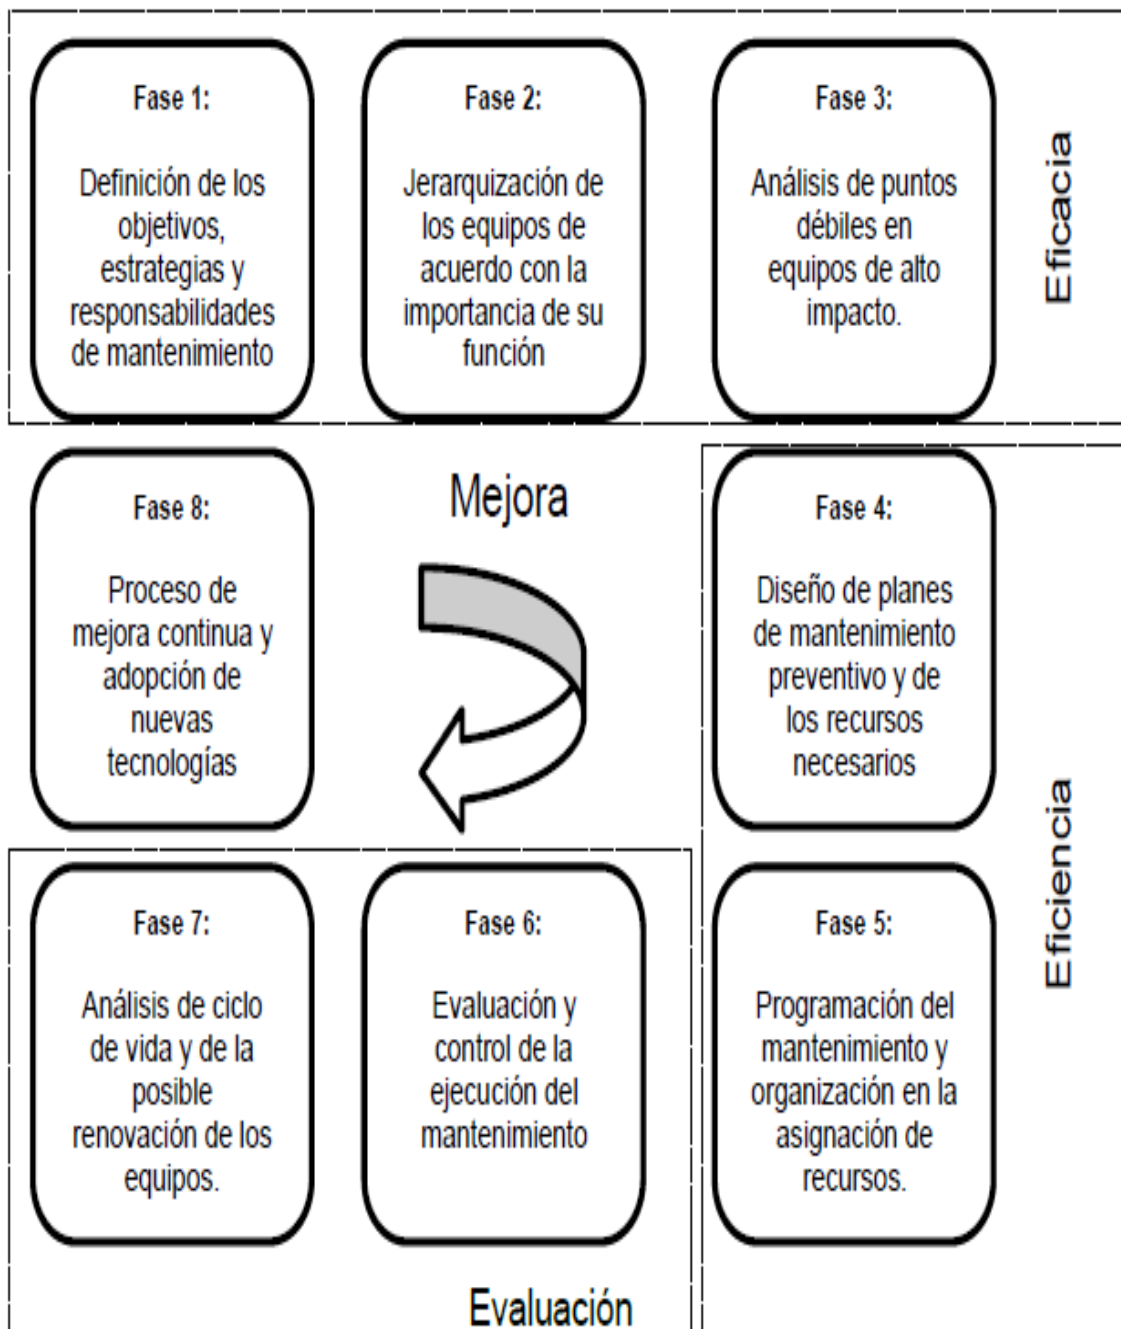 Fase 1:
Definición de los
objetivos,
estrategias y
responsabilidades
de mantenimiento
Fase 2:
Jerarquización de
los equipos de
acuerdo con la
importancia de su
función
Fase 3:
Análisis de puntos
débiles en
equipos de alto
impacto.
Eficacia
Fase 8:
Proceso de
mejora continua y
adopción de
nuevas
tecnologías
Mejora
Fase 4:
Diseño de planes
de mantenimiento
preventivo y de
los recursos
necesarios
Eficiencia
Fase 7:
Análisis de ciclo
de vida y de la
posible
renovación de los
equipos.
Fase 6:
Evaluación y
control de la
ejecución del
mantenimiento
Fase 5:
Programación del
mantenimiento y
organización en la
asignación de
recursos.
Evaluación